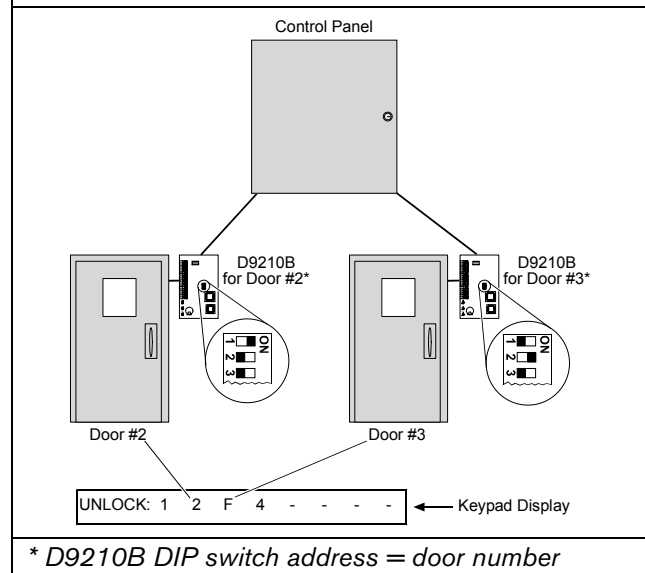 Control Panel
D9210B
for Door #2*
D9210B
for Door #3*
ON
1
2
3
ON
1
2
3
Door #2
Door #3
UNLOCK: 1 2 F 4 - - - -
Keypad Display
* D9210B DIP switch address = door number